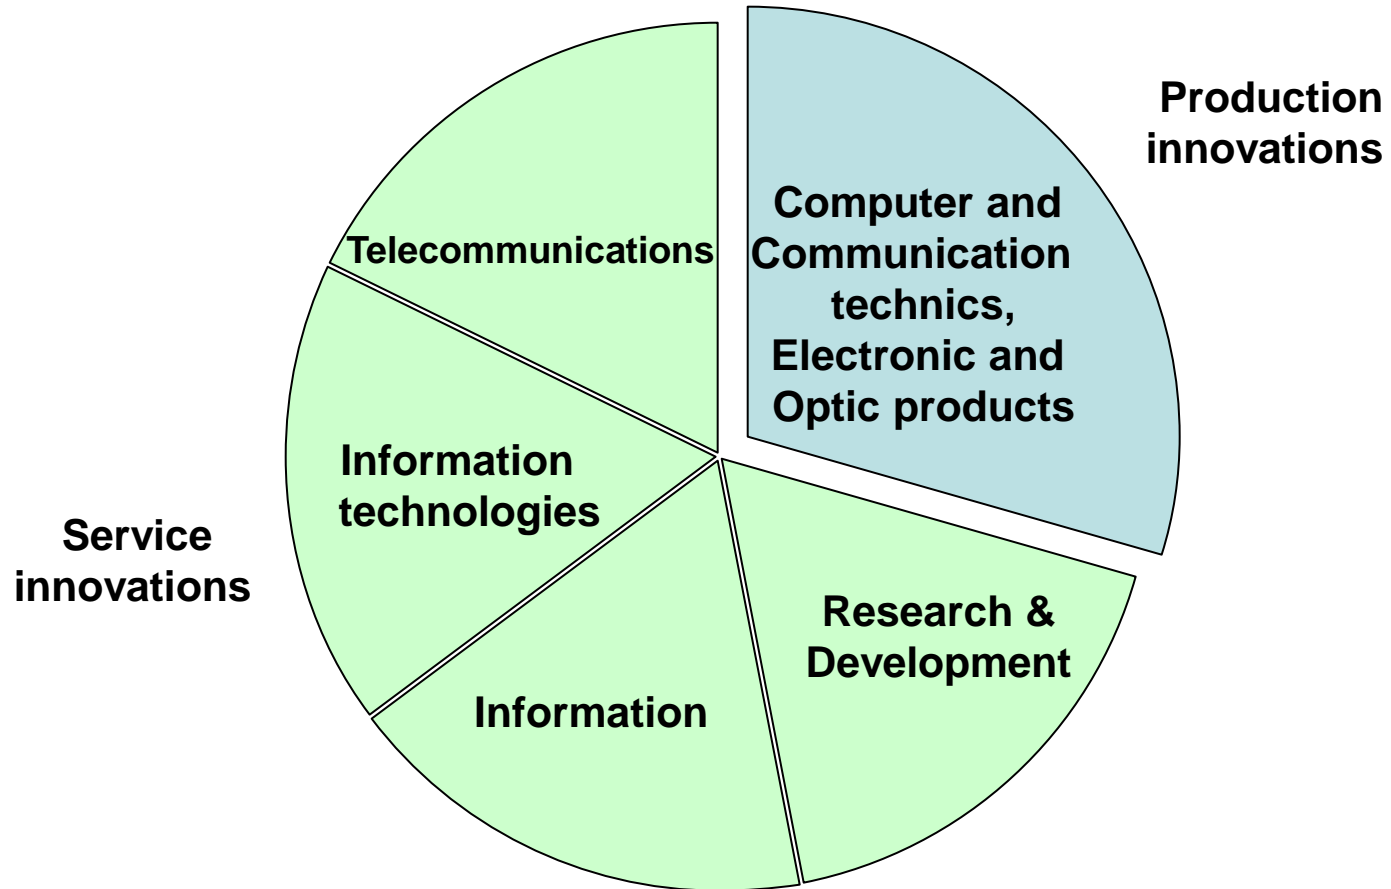 Production
innovations
Computer and
Communication
technics,
Electronic and
Optic products
Telecommunications
Information
technologies
Service
innovations
Research &
Development
Information